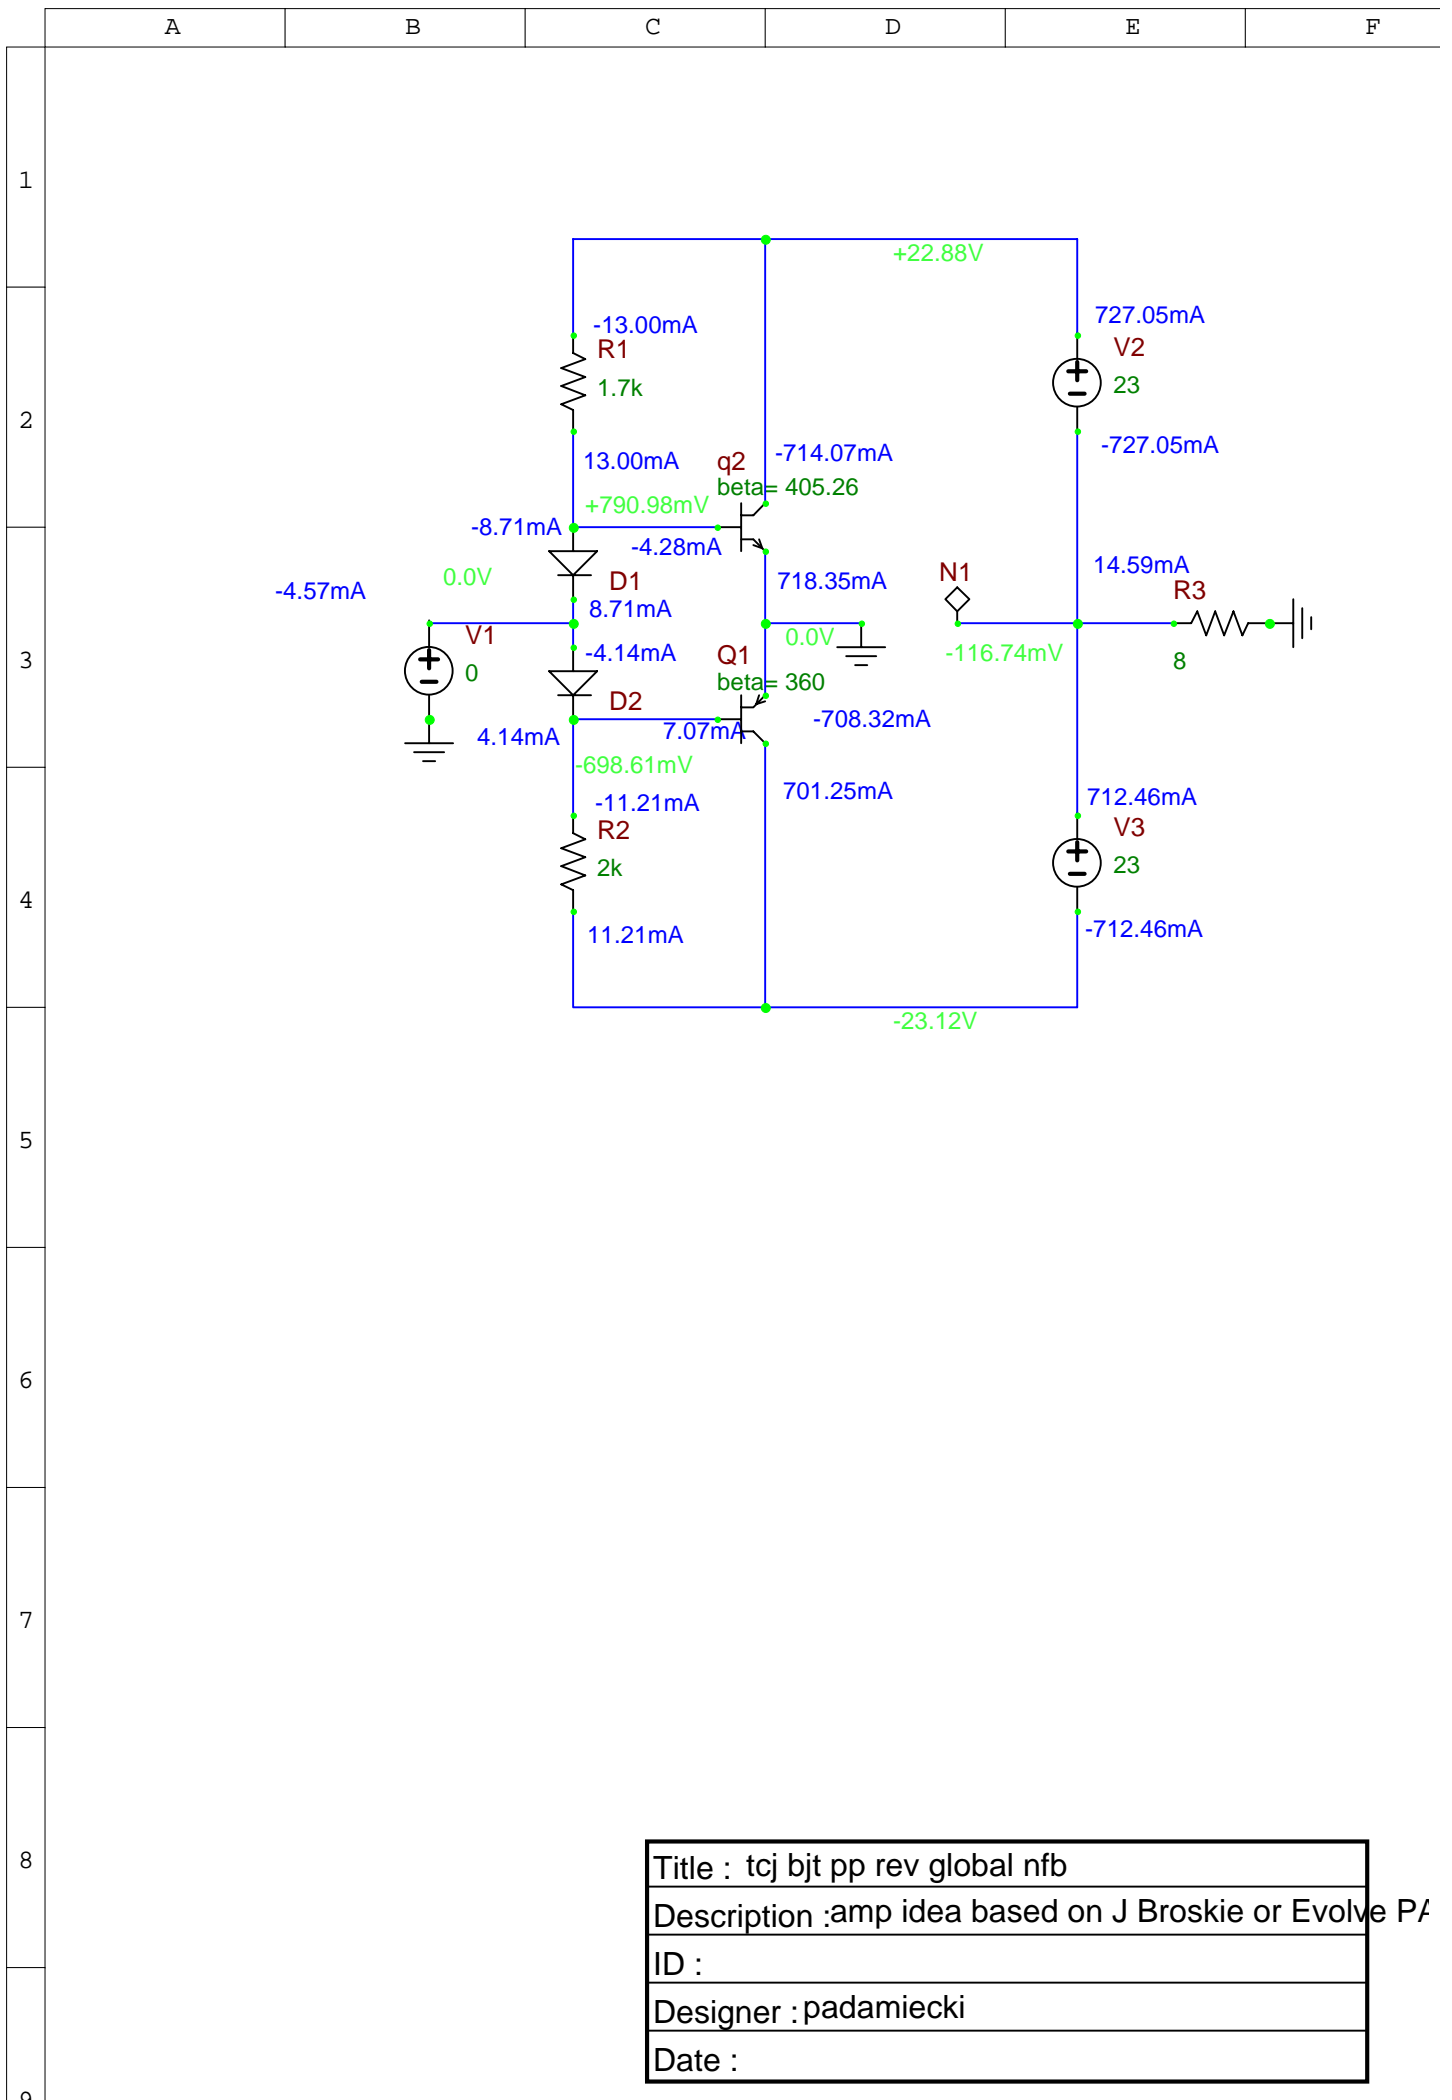 A B C D E F
1
+22.88V
-13.00mA
727.05mA
R1
V2
1.7k
23
2
-714.07mA
-727.05mA
13.00mA
q2
beta= 405.26
+790.98mV
-8.71mA
-4.28mA
14.59mA
0.0V
D1
718.35mA
N1
R3
-4.57mA
8.71mA
V1
0.0V
3
-4.14mA
Q1
-116.74mV
8
0
beta= 360
D2
-708.32mA
4.14mA
7.07mA
-698.61mV
-11.21mA
701.25mA
712.46mA
R2
V3
2k
23
4
11.21mA
-712.46mA
-23.12V
5
6
7
8
Title : tcj bjt pp rev global nfb
Description :amp idea based on J Broskie or Evolve PA
ID :
Designer : padamiecki
Date :
9